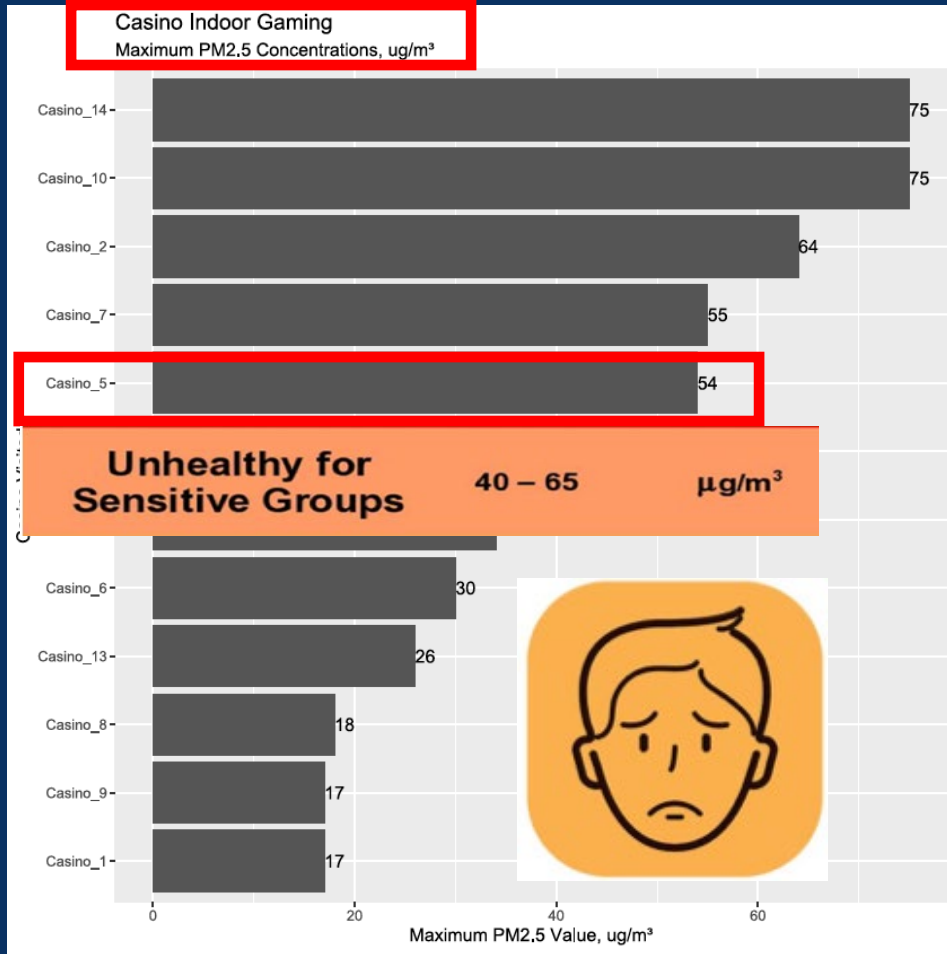 Casino Indoor Gaming
Maximum PM2.5 Concentrations, ug/m³
Casino_14
75
Casino_10
75
Casino_2
64
Casino_7
55
Casino_5
54
Unhealthy for
Sensitive Groups
40 – 65
µg/m³
Casino_6
30
Casino_13
26
Casino_8
18
Casino_9
17
Casino_1
17
0
20
40
60
Maximum PM2.5 Value, ug/m³